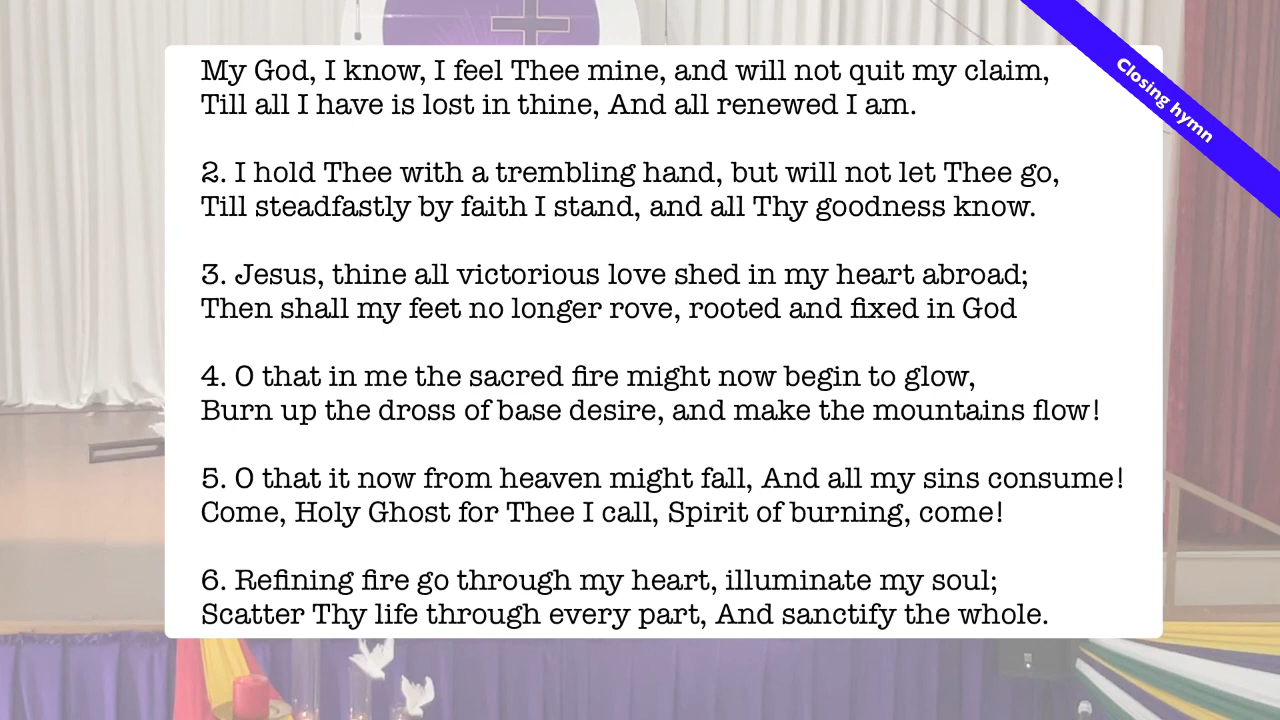 My God, I know, I feel Thee mine, and will not quit my claim,
Till all I have is lost in thine, And all renewed I am.
2. I hold Thee with a trembling hand, but will not let Thee go,
Till steadfastly by faith I stand, and all Thy goodness know.
3. Jesus, thine all victorious love shed in my heart abroad;
Then shall my feet no longer rove, rooted and fixed in God
4. O that in me the sacred fire might now begin to glow,
Burn up the dross of base desire, and make the mountains flow!
5. O that it now from heaven might fall, And all my sins consume!
Come, Holy Ghost for Thee I call, Spirit of burning, come!
6. Refining fire go through my heart, illuminate my soul;
Scatter Thy life through every part, And sanctify the whole.
Closing hymn